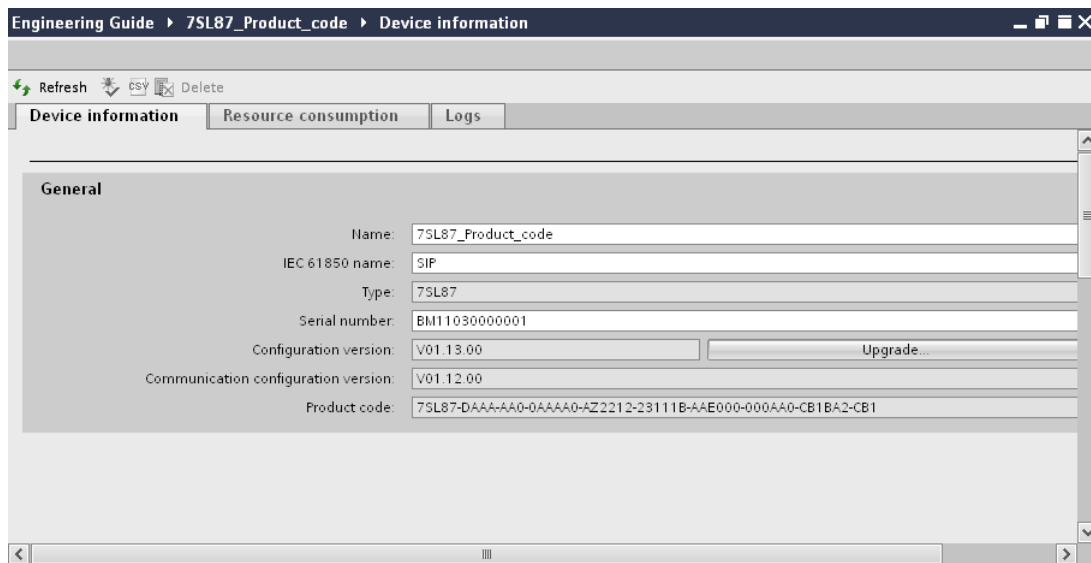 Engineering Guide ▸ 7SL87_Product_code ▸ Device information
Refresh CSV Delete
Device information Resource consumption Logs
General
Name: 7SL87_Product_code
IEC 61850 name: SIP
Type: 7SL87
Serial number: BM11030000001
Configuration version: V01.13.00 Upgrade...
Communication configuration version: V01.12.00
Product code: 7SL87-DAAA-AA0-0AAAA0-AZ2212-23111B-AAE000-000AA0-CB1BA2-CB1